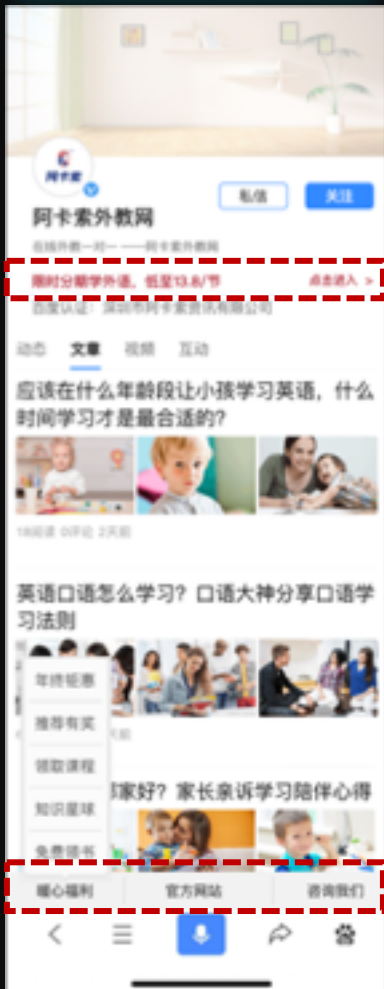 阿卡索
阿卡索外教网
私信
关注
在线外教一对一 ——阿卡索外教网
限时分期学外语，低至13.8/节
点击进入 >
百度认证：深圳市阿卡索资讯有限公司
动态 文章 视频 互动
应该在什么年龄段让小孩学习英语，什么
时间学习才是最合适的？
18阅读 0评论 2天前
英语口语怎么学习？口语大神分享口语学
习法则
年终钜惠
推荐有奖
天前
领取课程
知识星球
家好？家长亲诉学习陪伴心得
免费领书
暖心福利 官方网站 咨询我们